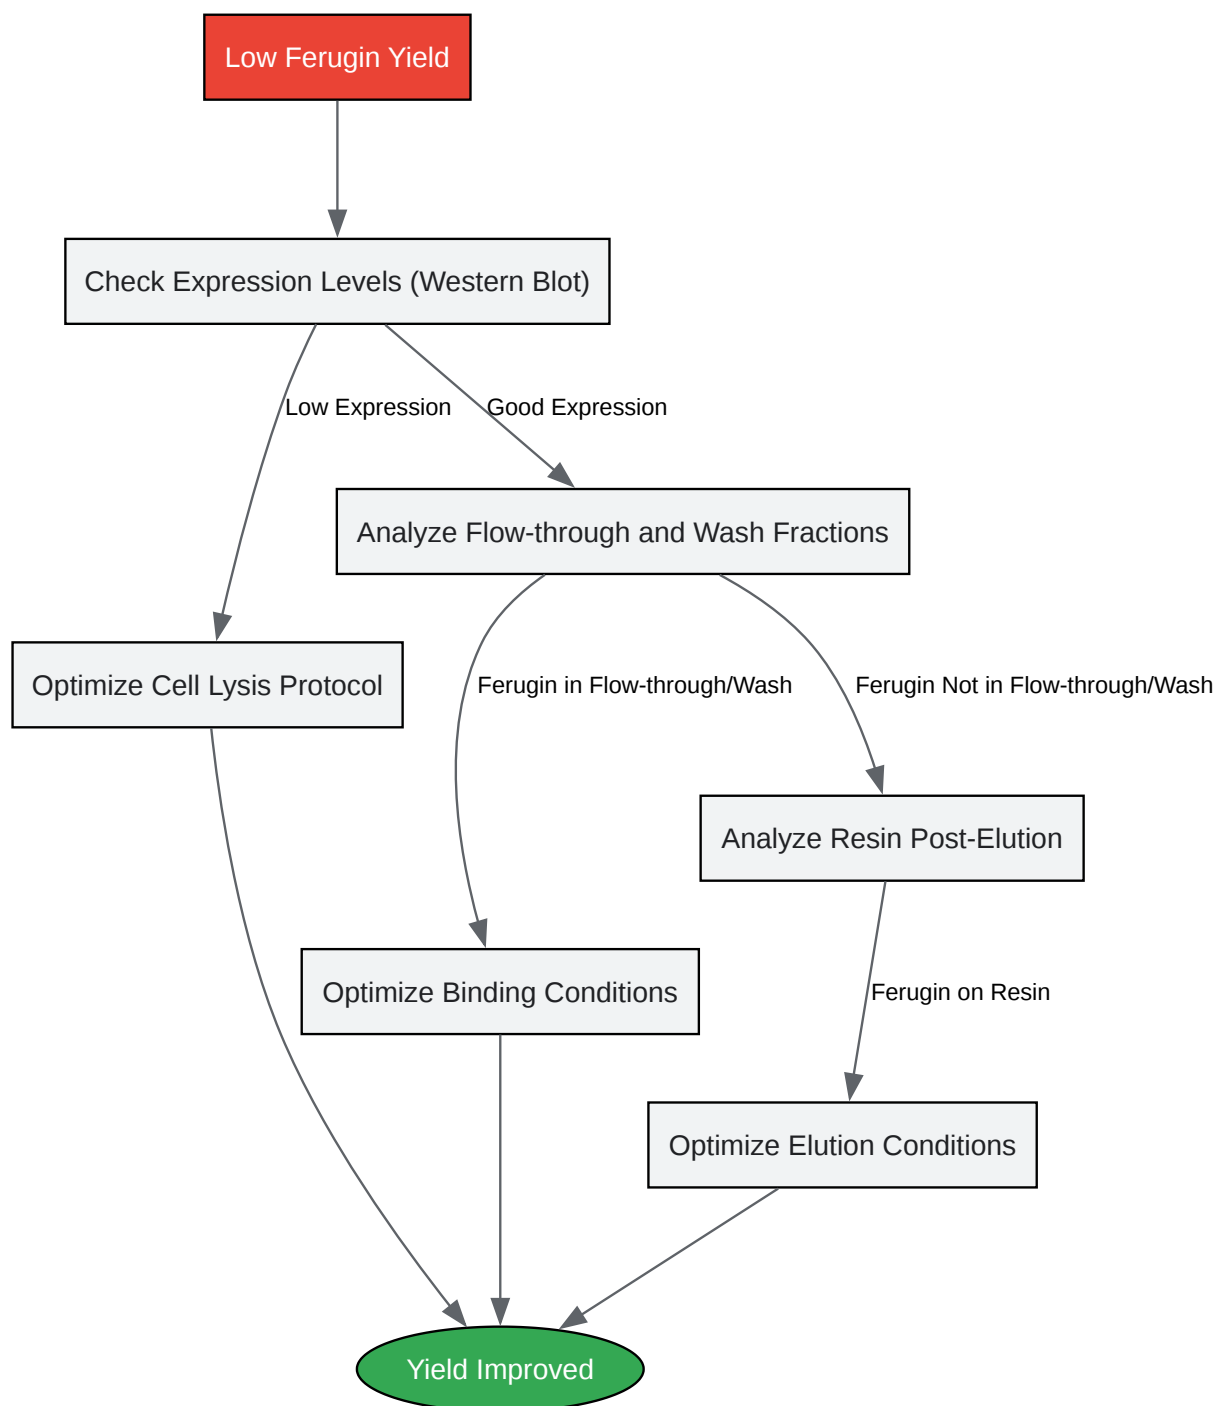 Low Ferugin Yield
Check Expression Levels (Western Blot)
Low Expression
Good Expression
Analyze Flow-through and Wash Fractions
Optimize Cell Lysis Protocol
Ferugin in Flow-through/Wash
Ferugin Not in Flow-through/Wash
Analyze Resin Post-Elution
Optimize Binding Conditions
Ferugin on Resin
Optimize Elution Conditions
Yield Improved